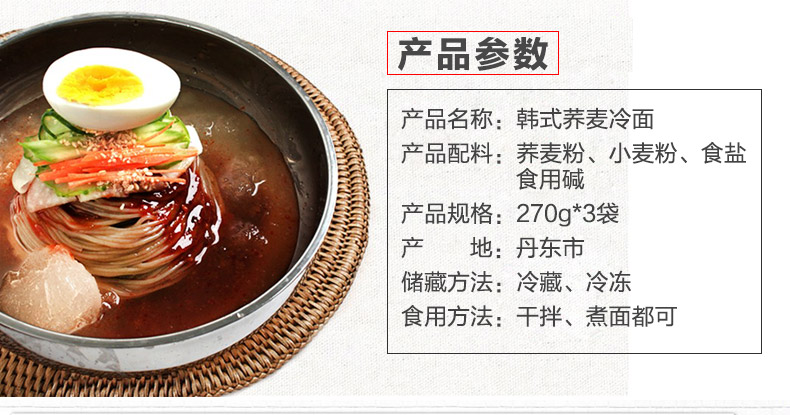 产品参数
产品名称：韩式荞麦冷面
产品配料：荞麦粉、小麦粉、食盐
食用碱
产品规格：270g*3袋
产　　地：丹东市
储藏方法：冷藏、冷冻
食用方法：干拌、煮面都可